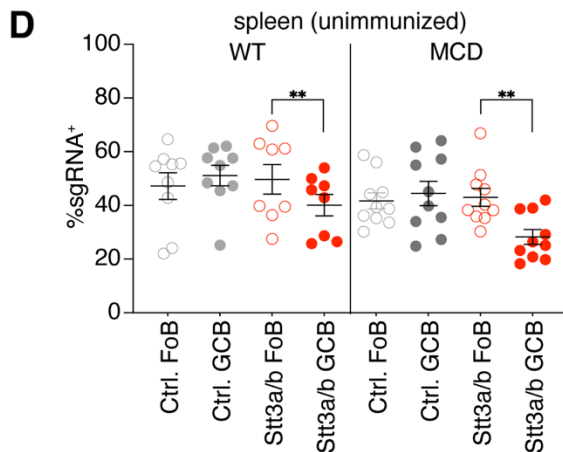 D
spleen (unimmunized)
WT
MCD
%sgRNA+
100
80
60
40
20
0
**
**
Ctrl. FoB
Ctrl. GCB
Stt3a/b FoB
Stt3a/b GCB
Ctrl. FoB
Ctrl. GCB
Stt3a/b FoB
Stt3a/b GCB